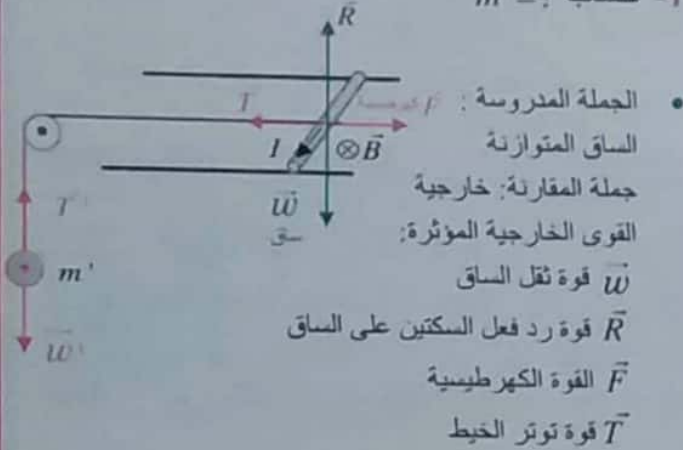 • الجملة المدروسة:
الساق المتوازنة
جملة المقارنة: خارجية
القوى الخارجية المؤثرة:
w قوة ثقل الساق
R قوة رد فعل السكتين على الساق
F القوة الكهرطيسية
T قوة توتر الخيط
R
T
F
I
⊗B
W
ساق
T'
m'
w'